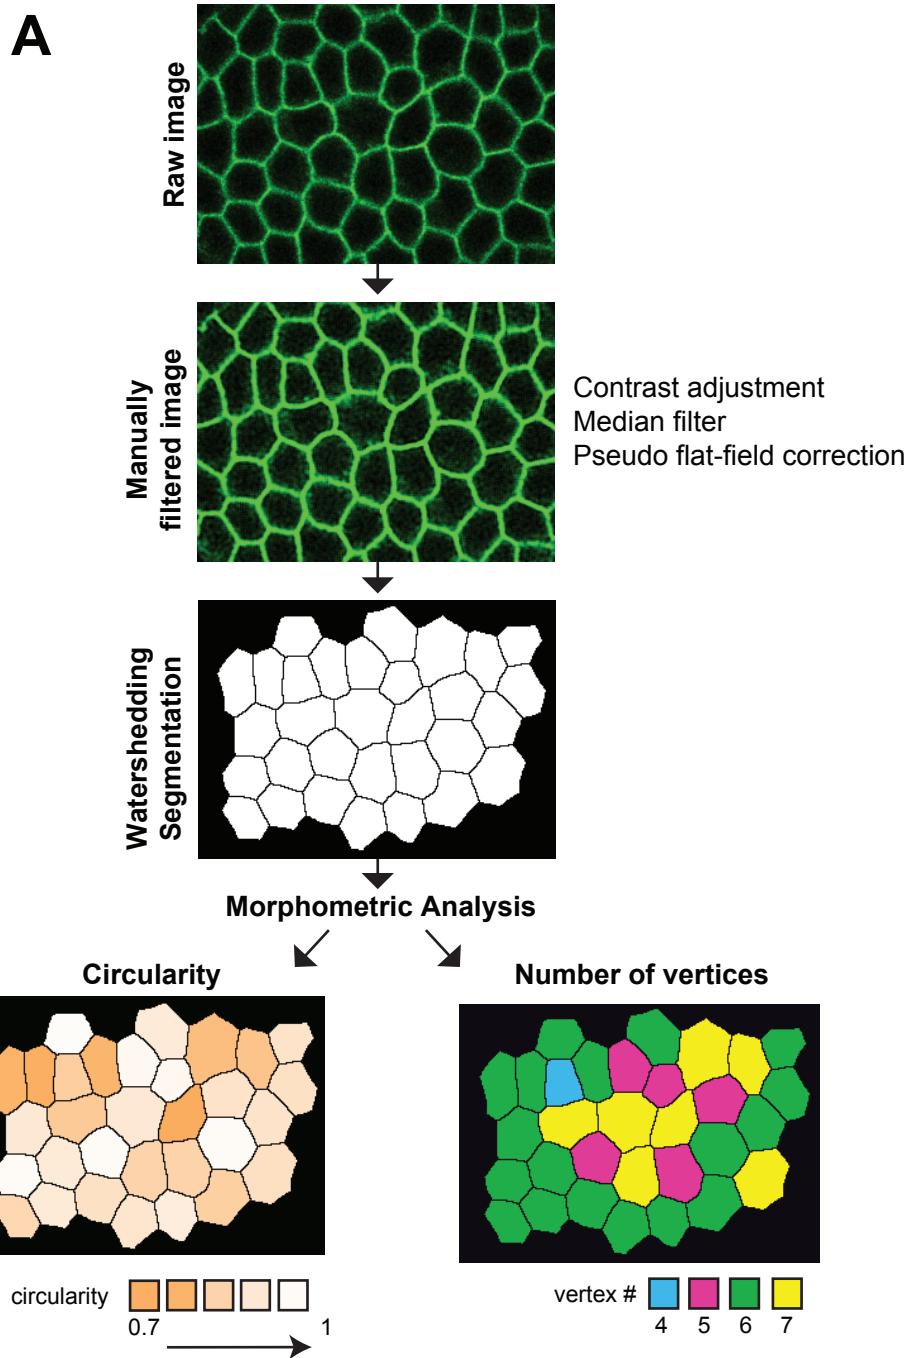 A
Raw image
Manually
filtered image
Contrast adjustment
Median filter
Pseudo flat-field correction
Watershedding
Segmentation
Morphometric Analysis
Circularity
Number of vertices
circularity
0.7
1
vertex #
4
5
6
7